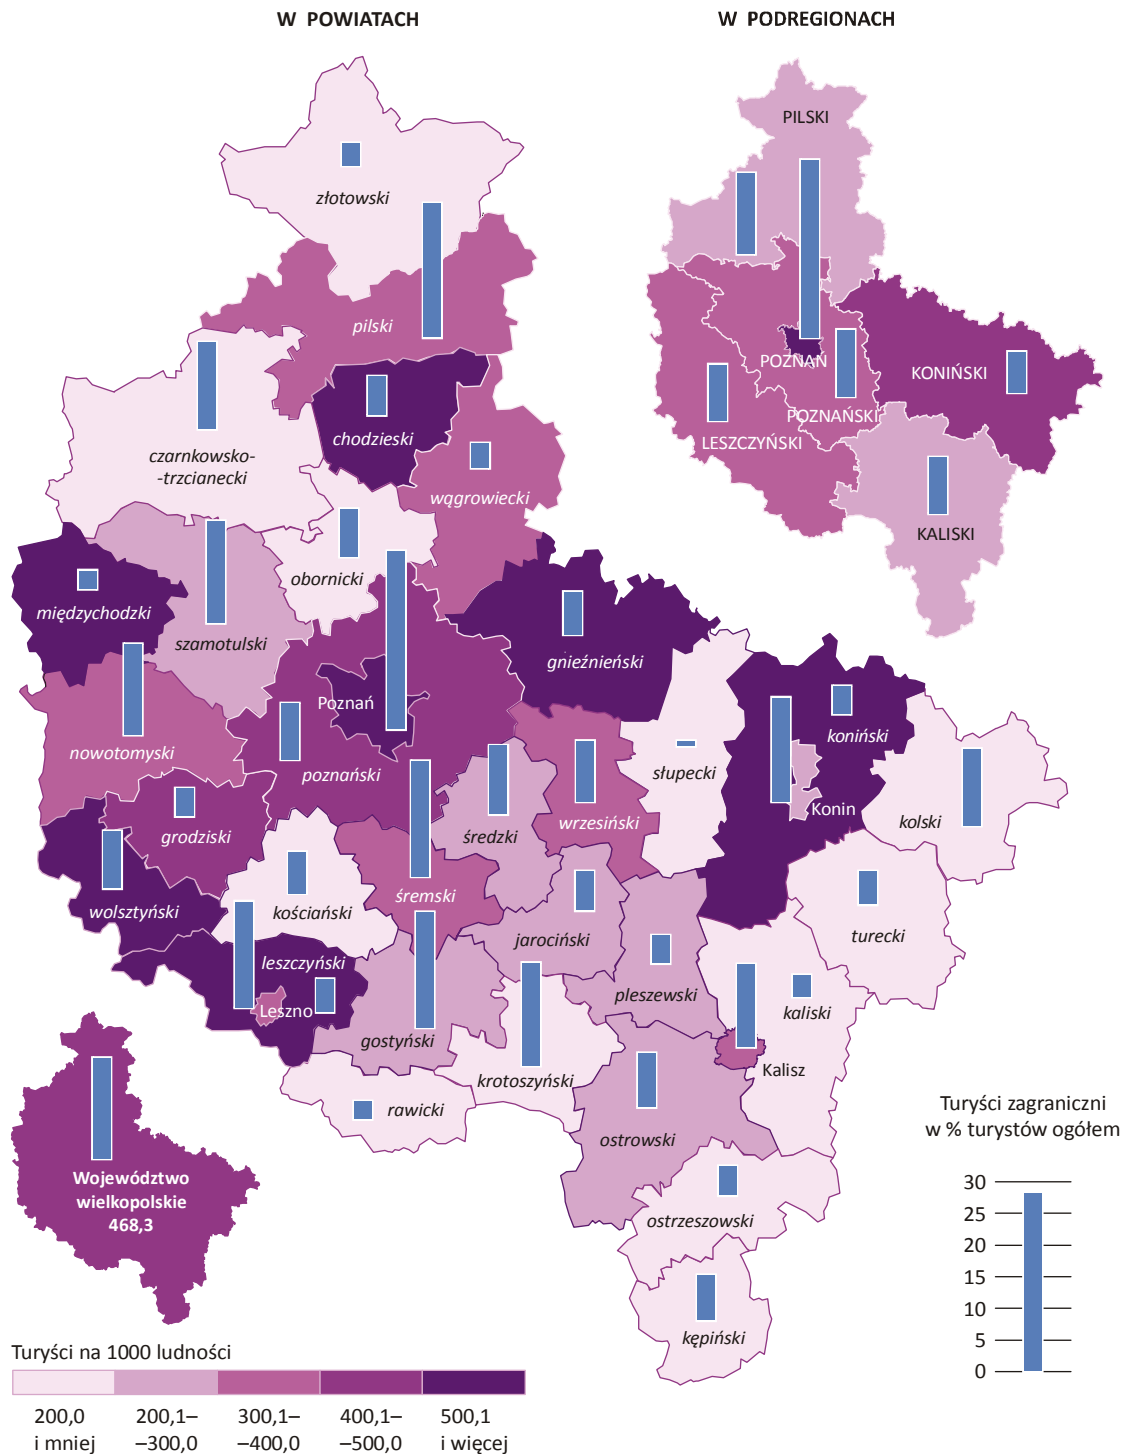 W POWIATACH
W PODREGIONACH
PILSKI
złotowski
pilski
POZNAŃ
KONIŃSKI
POZNAŃSKI
LESZCZYŃSKI
chodzieski
czarnkowsko-
-trzcianecki
wągrowiecki
KALISKI
obornicki
międzychodzki
szamotulski
gnieźnieński
Poznań
nowotomyski
poznański
koniński
słupecki
Konin
kolski
grodziski
średzki
wrzesiński
śremski
wolsztyński
kościański
jarociński
turecki
leszczyński
Leszno
pleszewski
kaliski
gostyński
krotoszyński
Kalisz
rawicki
ostrowski
Województwo
wielkopolskie
468,3
ostrzeszowski
kępiński
Turyści zagraniczni
w % turystów ogółem
30
25
20
15
10
5
0
Turyści na 1000 ludności
200,0 200,1– 300,1– 400,1– 500,1
i mniej –300,0 –400,0 –500,0 i więcej